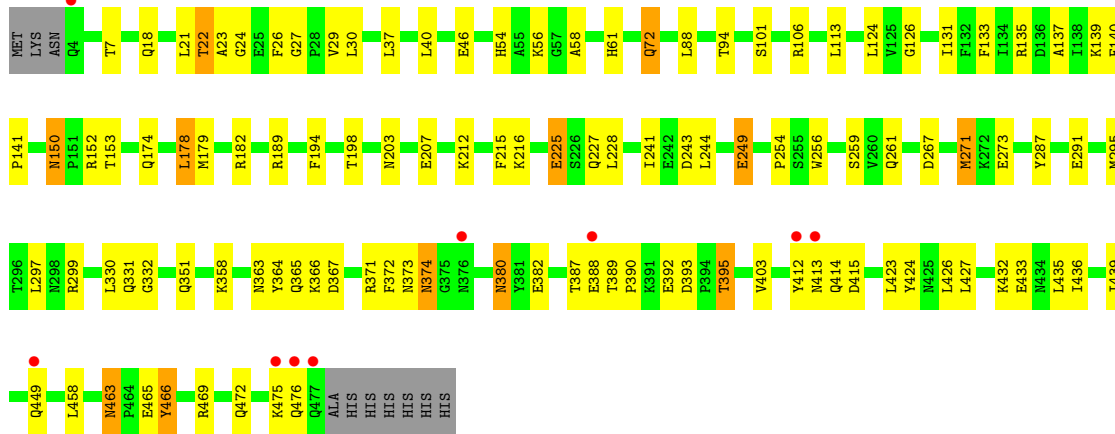 MET LYS ASN Q4 T7 Q18 L21 T22 A23 G24 E25 F26 G27 P28 V29 L30 L37 L40 E46 H54 A55 K56 G57 A58 H61 Q72 L88 T94 S101 R106 L113 L124 V125 G126 I131 F132 F133 I134 R135 D136 A137 I138 K139 E140
P141 N150 P151 R152 T153 Q174 L178 M179 R182 R189 F194 T198 N203 E207 K212 F215 K216 E225 S226 Q227 L228 I241 E242 D243 L244 E249 P254 S255 W256 S259 V260 Q261 D267 M271 K272 E273 Y287 E291 M295
T296 L297 N298 R299 L330 Q331 G332 Q351 K358 N363 Y364 Q365 K366 D367 R371 F372 N373 N374 G375 N376 N380 Y381 E382 T387 E388 T389 P390 K391 E392 D393 P394 T395 V403 Y412 N413 Q414 D415 L423 Y424 N425 L426 L427 K432 E433 N434 L435 I436 I439
Q449 L458 N463 P464 E465 Y466 R469 Q472 K475 Q476 Q477 ALA HIS HIS HIS HIS HIS HIS